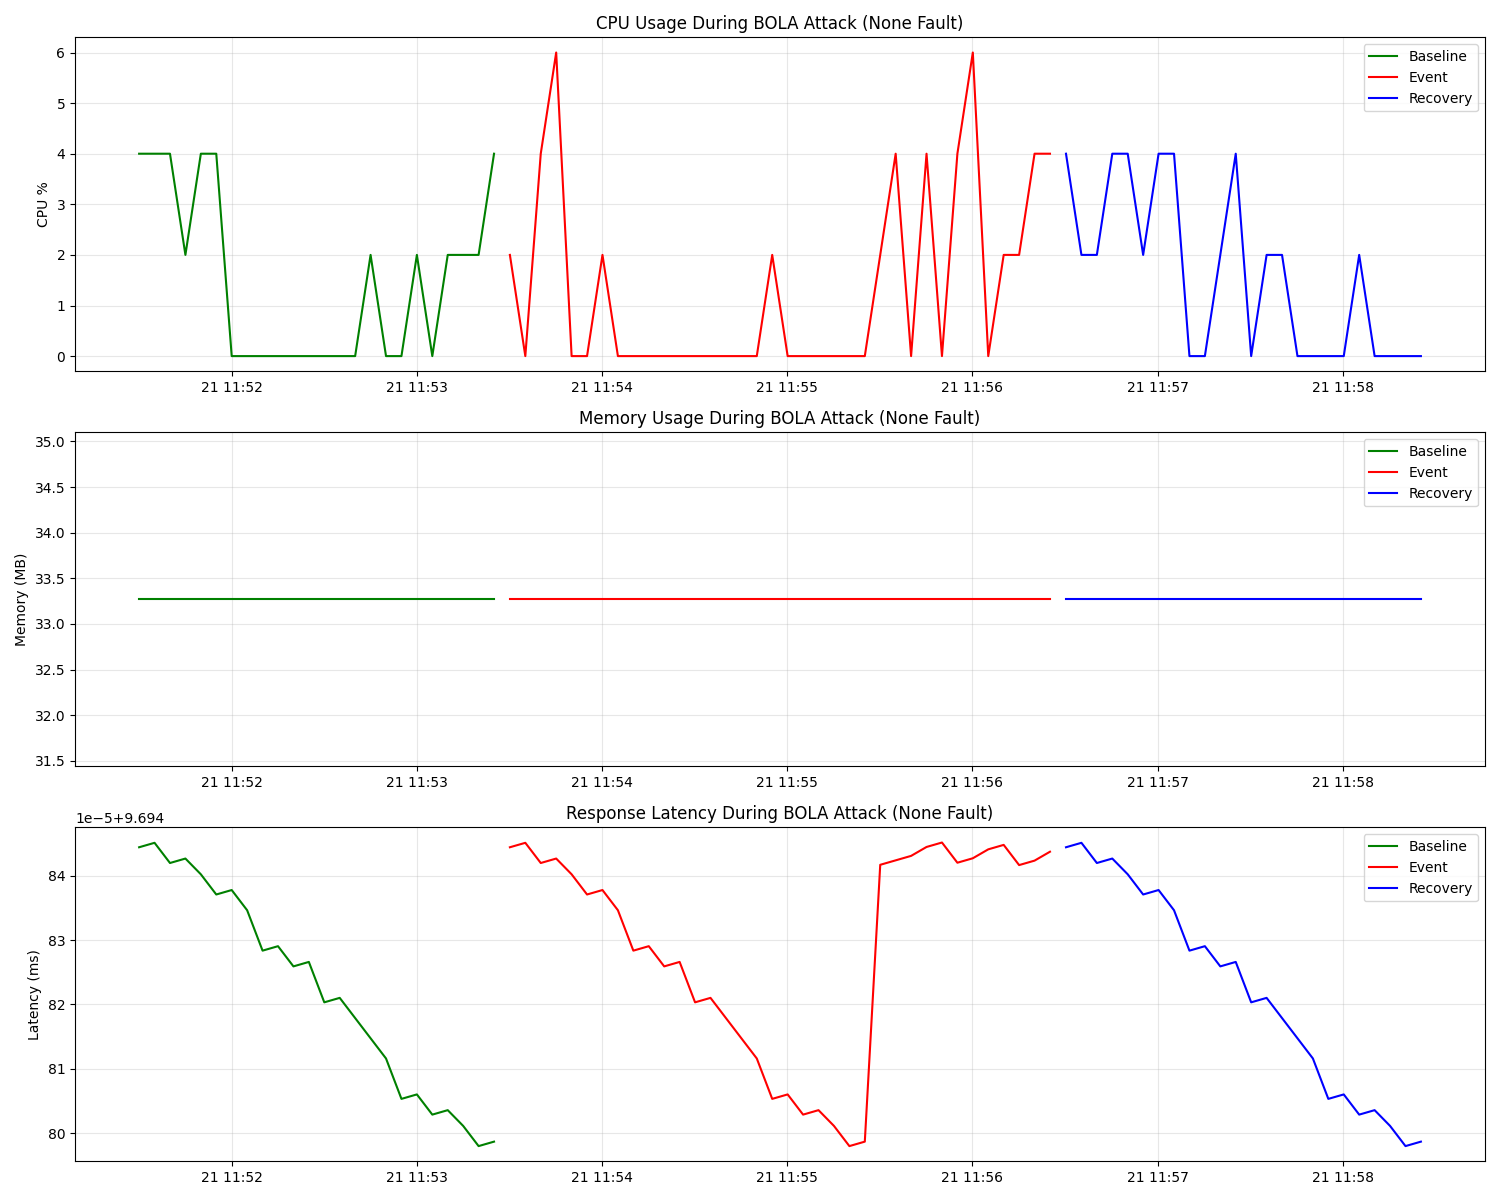 CPU Usage During BOLA Attack (None Fault)
CPU %
6
5
4
3
2
1
0
Baseline
Event
Recovery
21 11:52 21 11:53 21 11:54 21 11:55 21 11:56 21 11:57 21 11:58
Memory Usage During BOLA Attack (None Fault)
Memory (MB)
35.0
34.5
34.0
33.5
33.0
32.5
32.0
31.5
Baseline
Event
Recovery
21 11:52 21 11:53 21 11:54 21 11:55 21 11:56 21 11:57 21 11:58
Response Latency During BOLA Attack (None Fault)
1e−5+9.694
Latency (ms)
84
83
82
81
80
Baseline
Event
Recovery
21 11:52 21 11:53 21 11:54 21 11:55 21 11:56 21 11:57 21 11:58